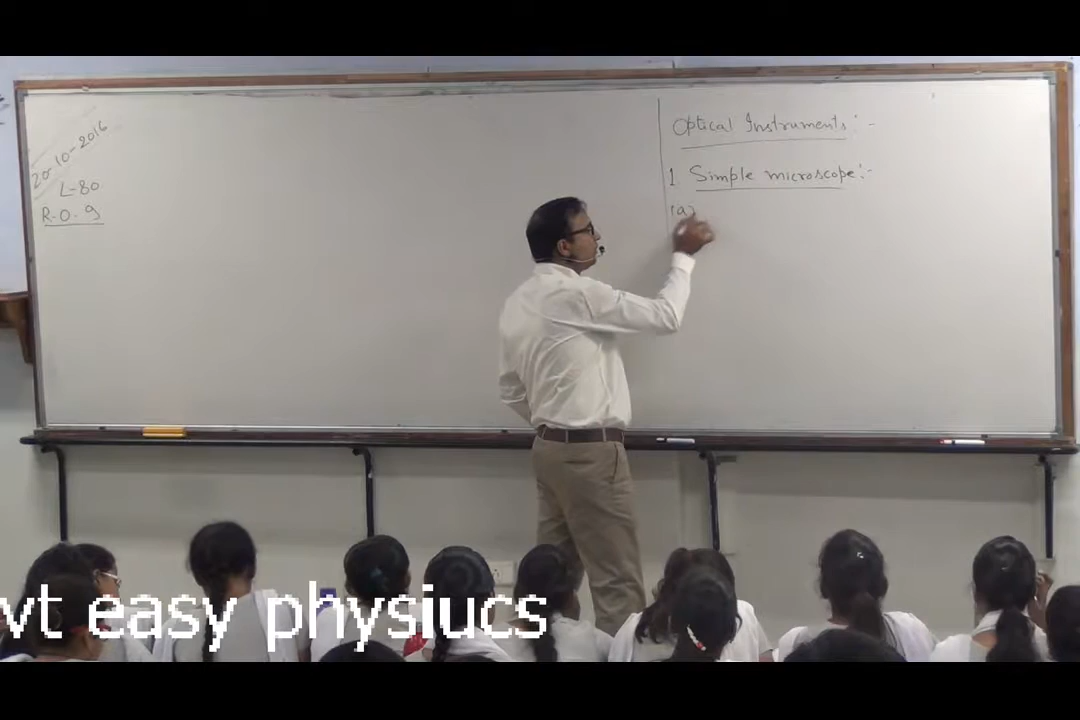 20-10-2016
L-80
R.O.9
Optical Instruments:-
1 Simple microscope:-
(a)
vt easy physiucs